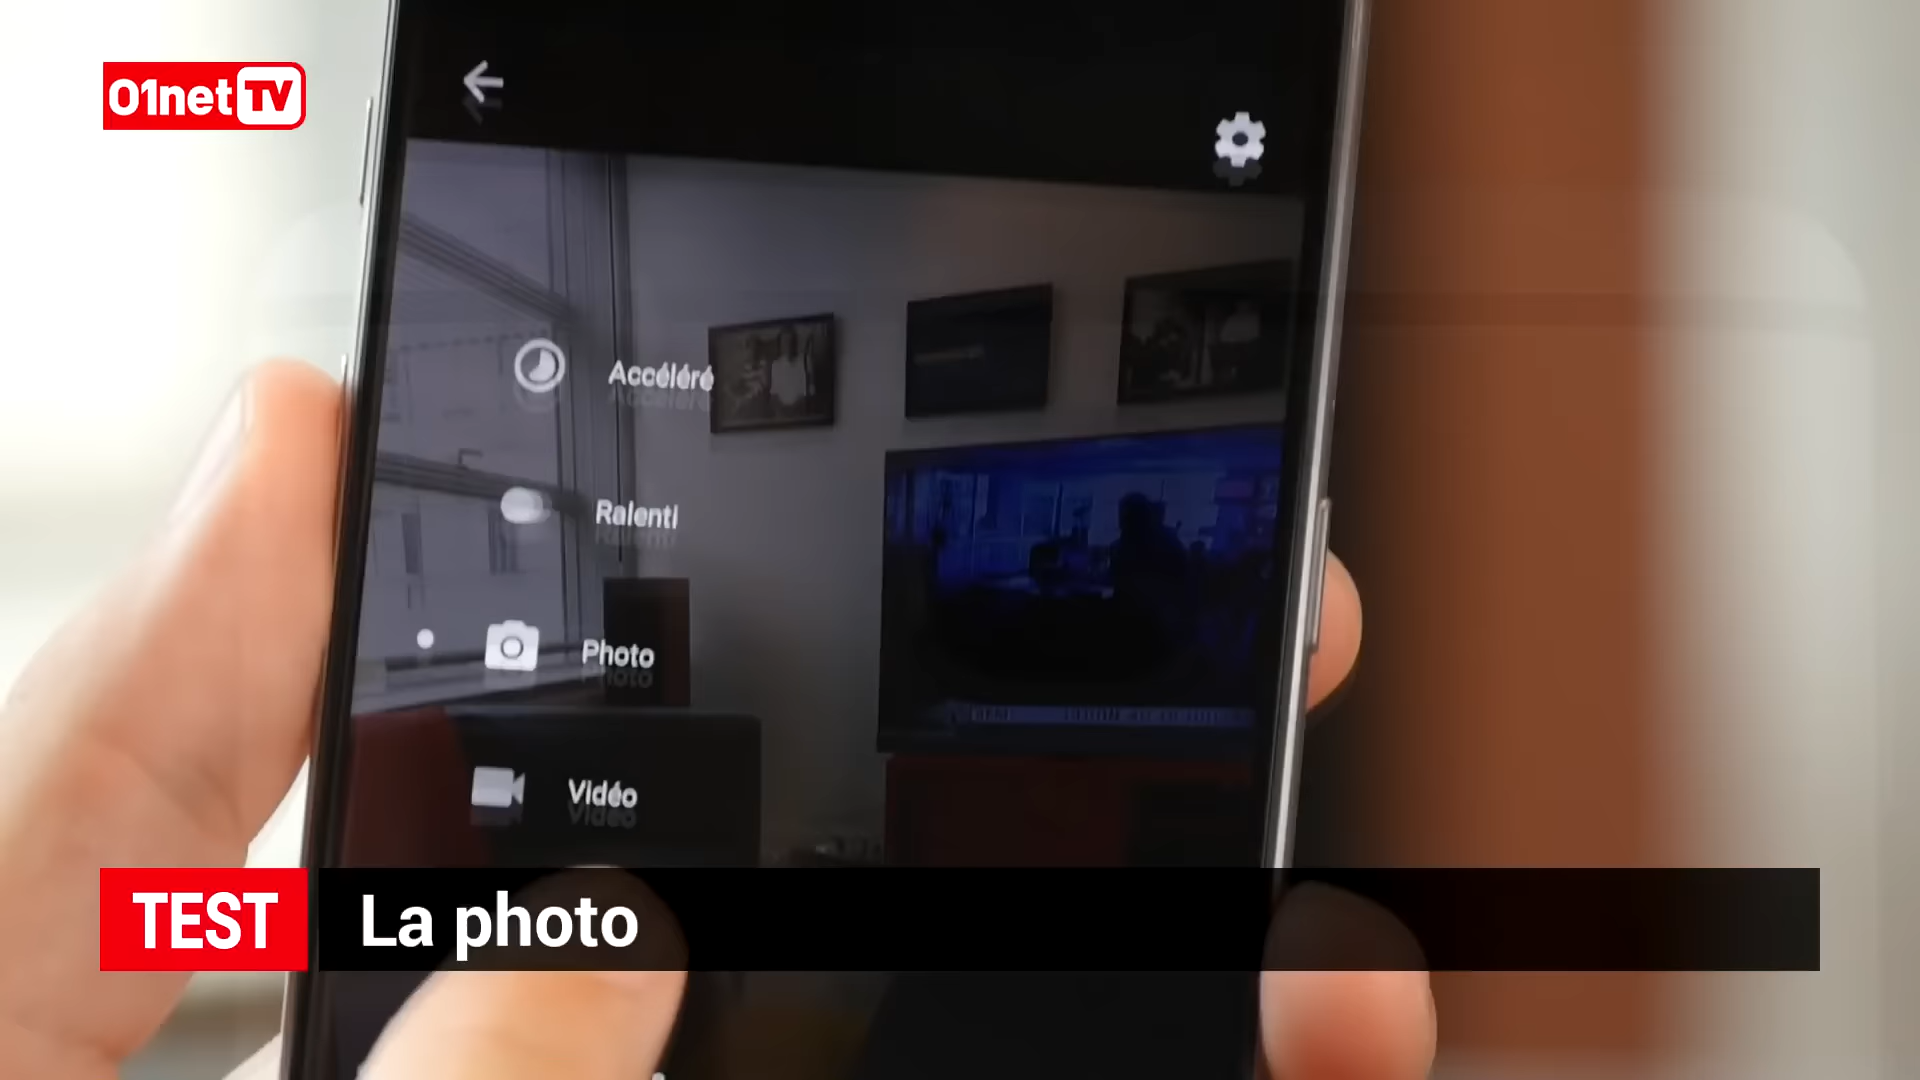 01net TV
Accéléré
Ralenti
Photo
Vidéo
TEST
La photo